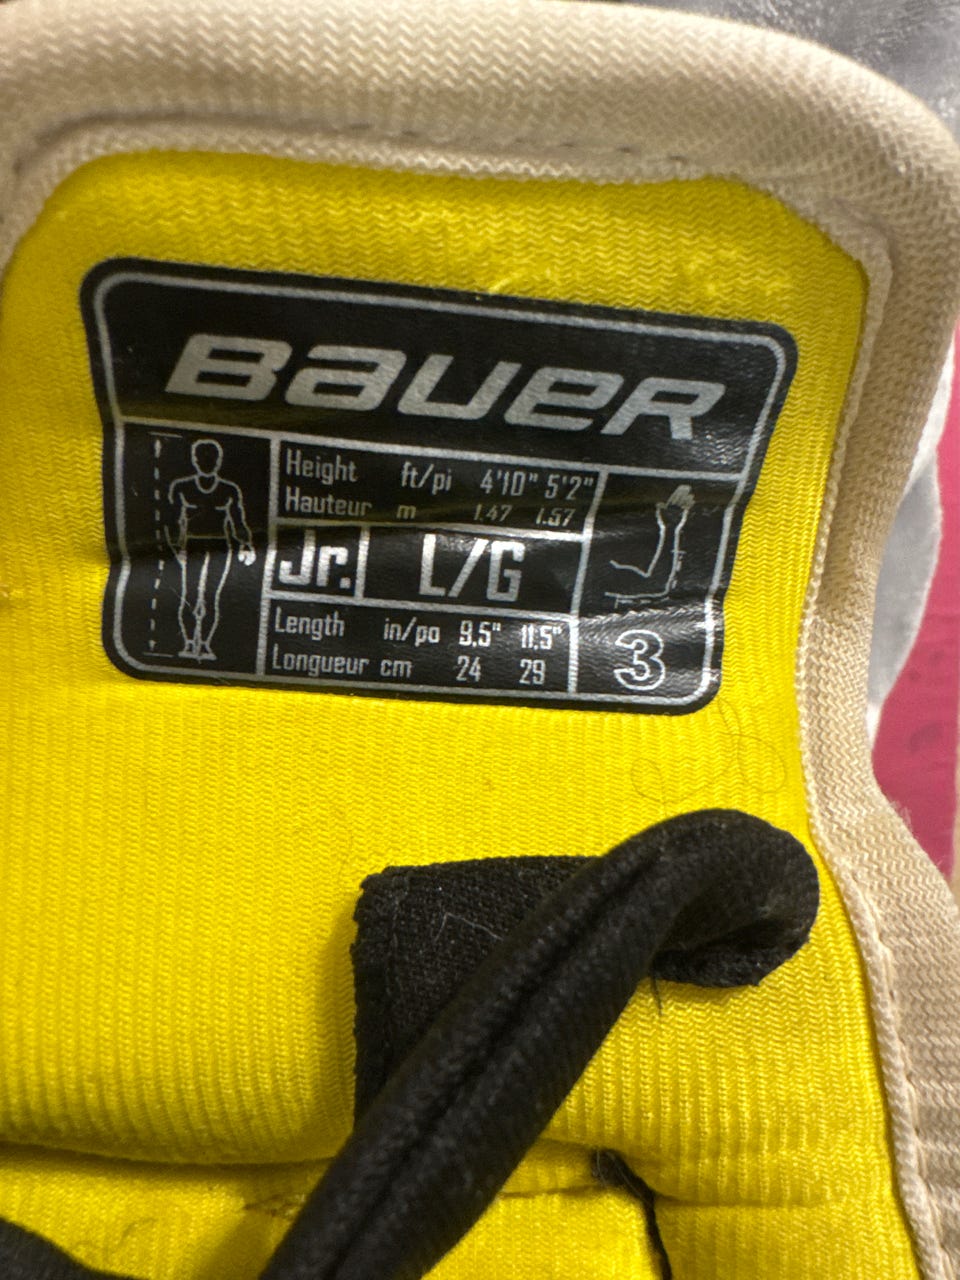 BAUER
Height ft/pi 4'10" 5'2"
Hauteur m 1.47 1.57
Jr. L/G
Length in/po 9.5" 11.5"
Longueur cm 24 29
3